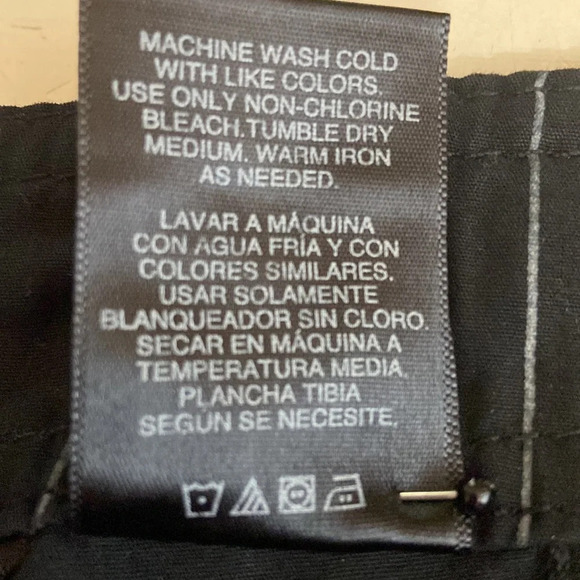 MACHINE WASH COLD
WITH LIKE COLORS.
USE ONLY NON-CHLORINE
BLEACH.TUMBLE DRY
MEDIUM. WARM IRON
AS NEEDED.
LAVAR A MÁQUINA
CON AGUA FRÍA Y CON
COLORES SIMILARES.
USAR SOLAMENTE
BLANQUEADOR SIN CLORO.
SECAR EN MÁQUINA A
TEMPERATURA MEDIA.
PLANCHA TIBIA
SEGÚN SE NECESITE.